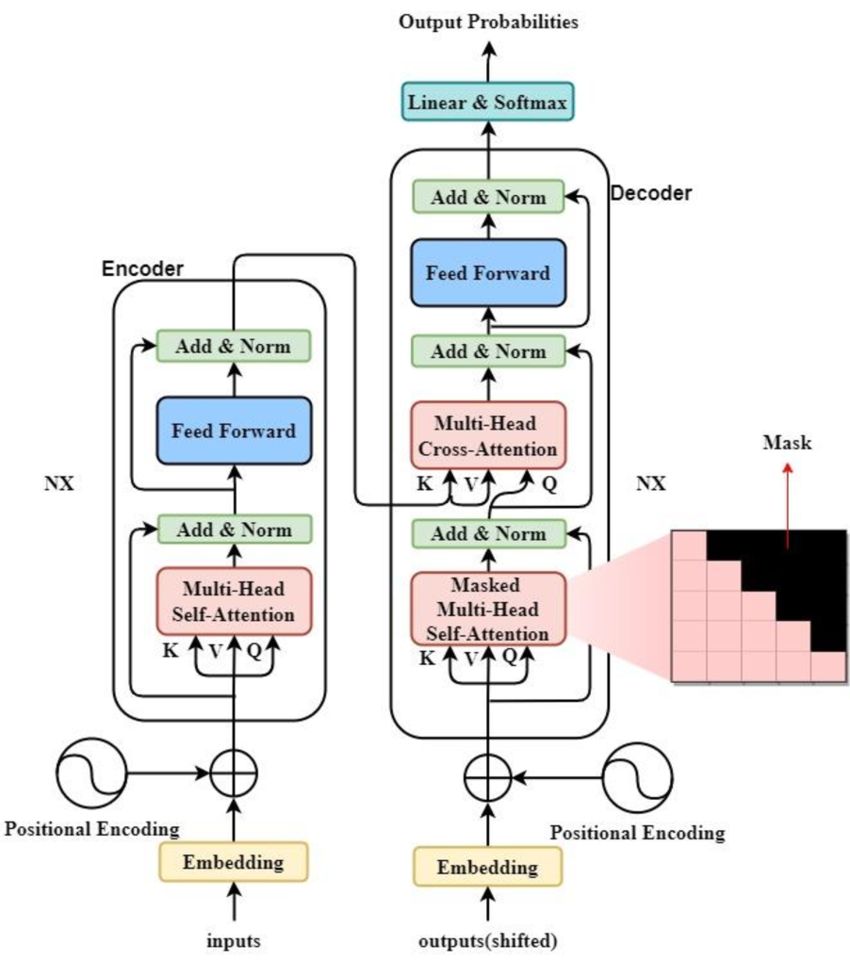 Output Probabilities
Linear & Softmax
Decoder
Add & Norm
Feed Forward
Add & Norm
Multi-Head
Cross-Attention
K V Q
Add & Norm
Masked
Multi-Head
Self-Attention
K V Q
NX
Mask
Encoder
Add & Norm
Feed Forward
NX
Add & Norm
Multi-Head
Self-Attention
K V Q
Positional Encoding
Positional Encoding
Embedding
Embedding
inputs
outputs(shifted)